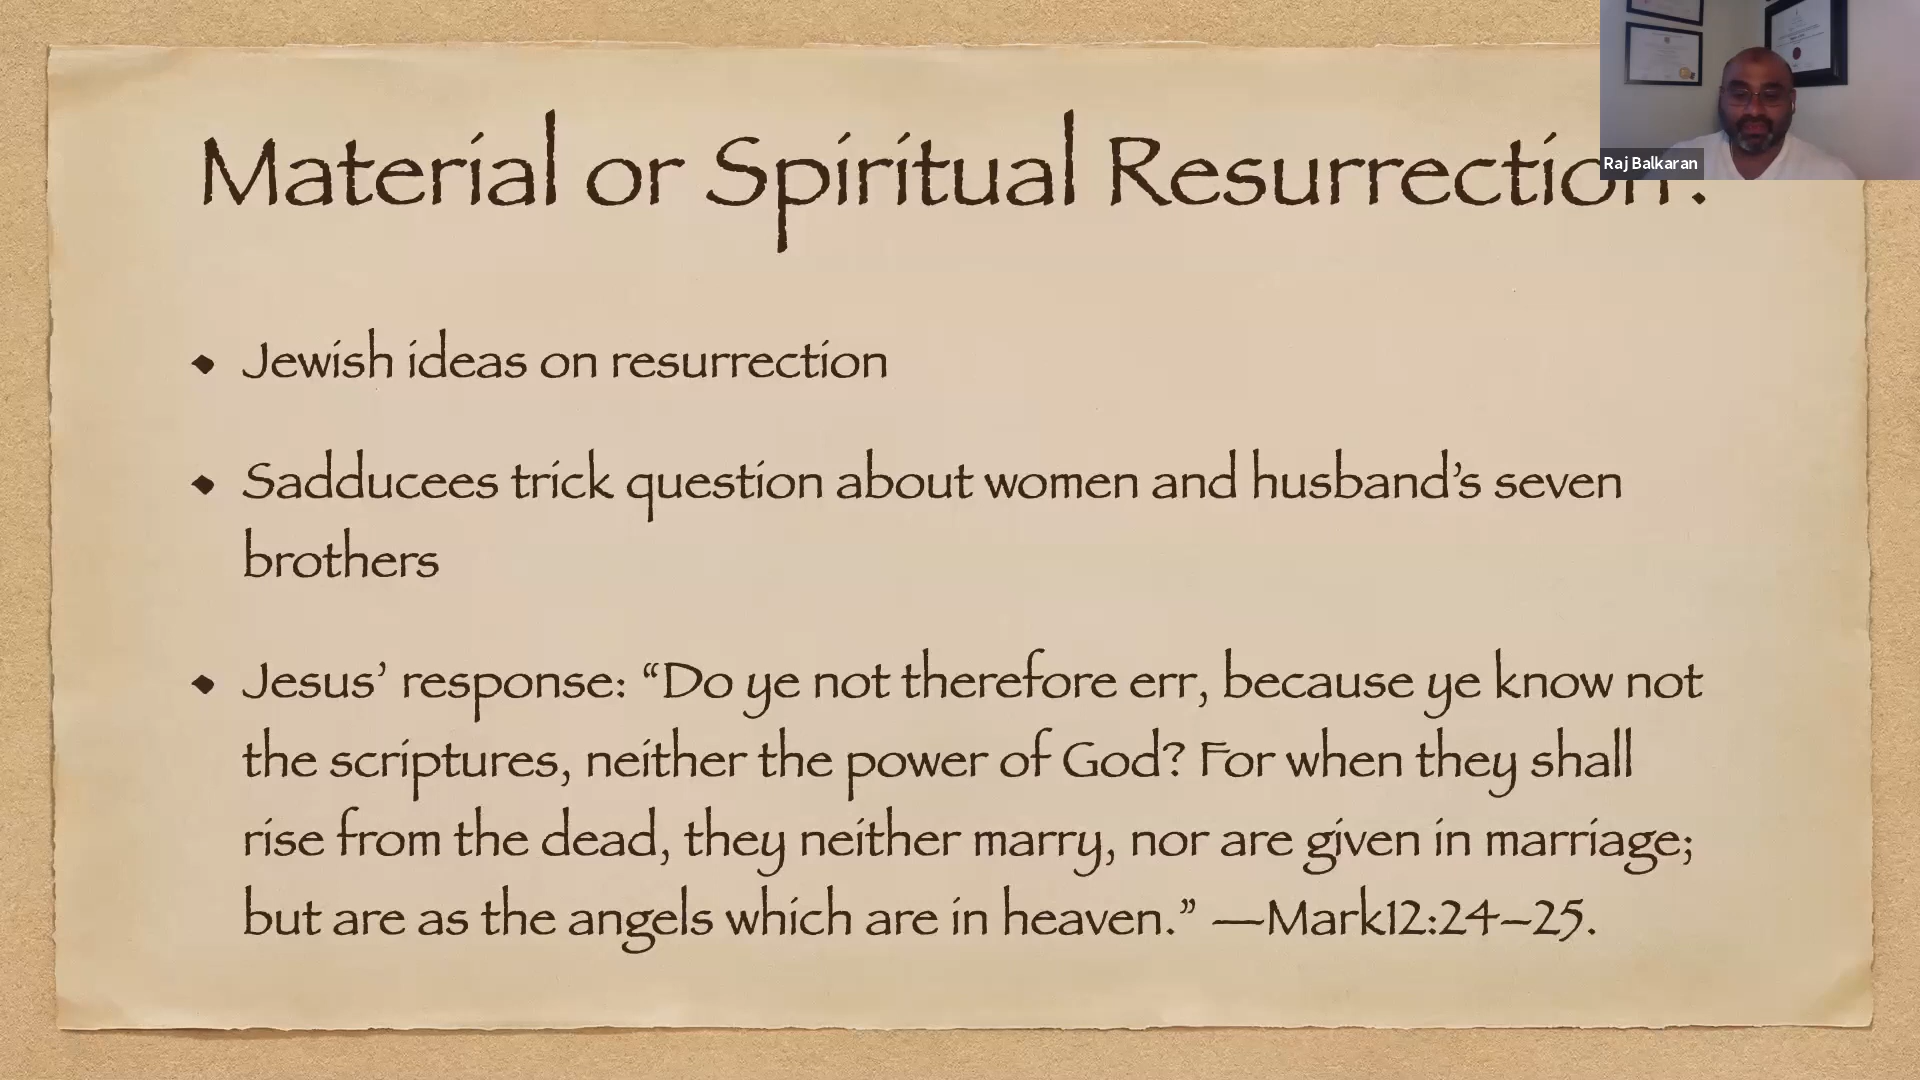 Material or Spiritual Resurrection?
Raj Balkaran
Jewish ideas on resurrection
Sadducees trick question about women and husband’s seven
brothers
Jesus’ response: “Do ye not therefore err, because ye know not
the scriptures, neither the power of God? For when they shall
rise from the dead, they neither marry, nor are given in marriage;
but are as the angels which are in heaven.” —Mark12:24–25.